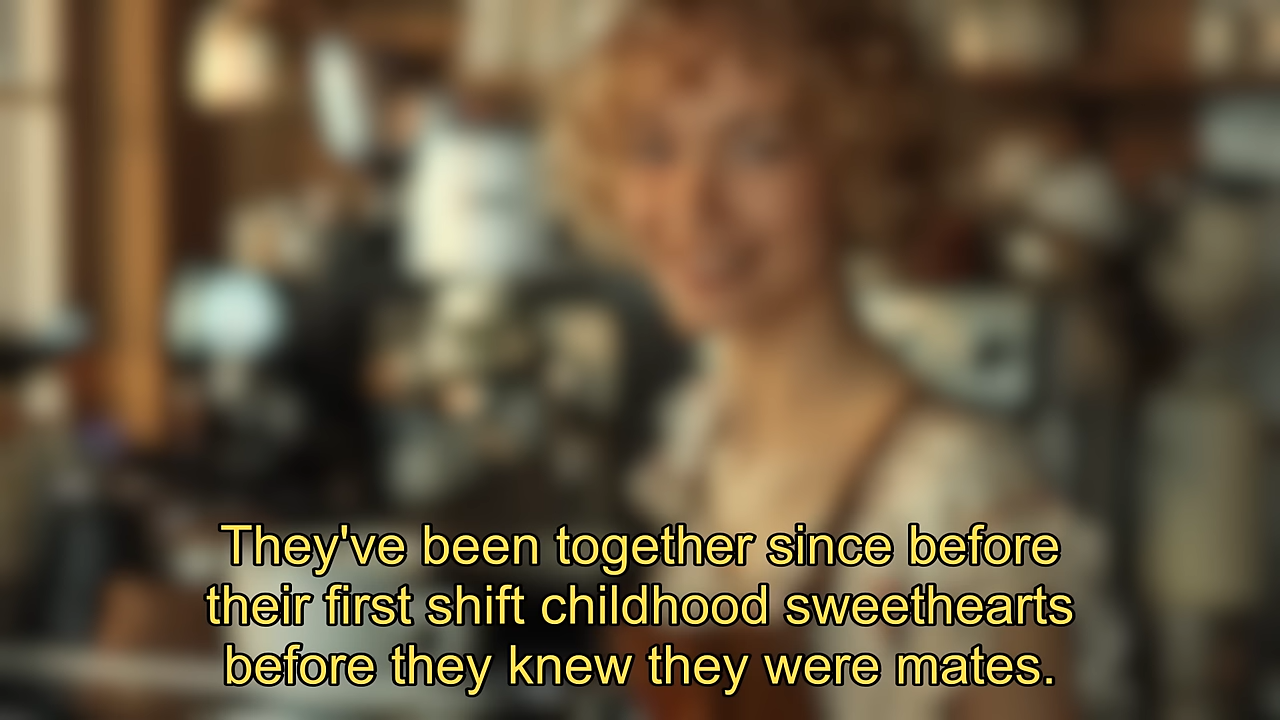 They've been together since before
their first shift childhood sweethearts
before they knew they were mates.